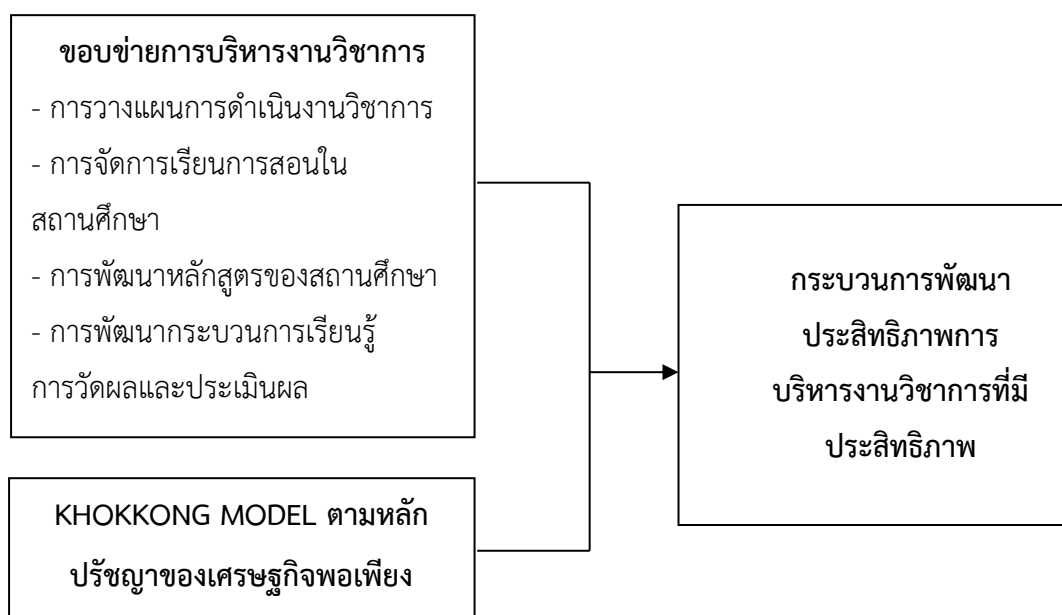 ขอบข่ายการบริหารงานวิชาการ
- การวางแผนการดำเนินงานวิชาการ
- การจัดการเรียนการสอนใน
สถานศึกษา
- การพัฒนาหลักสูตรของสถานศึกษา
- การพัฒนากระบวนการเรียนรู้
การวัดผลและประเมินผล
KHOKKONG MODEL ตามหลัก
ปรัชญาของเศรษฐกิจพอเพียง
กระบวนการพัฒนา
ประสิทธิภาพการ
บริหารงานวิชาการที่มี
ประสิทธิภาพ